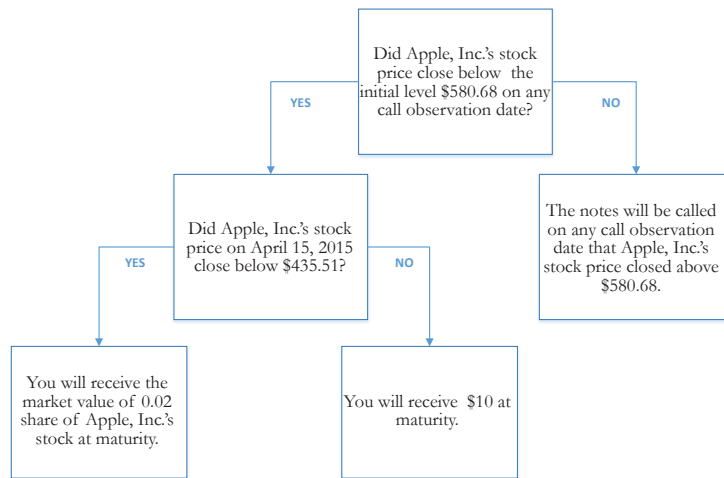 Did Apple, Inc.'s stock
price close below the
initial level $580.68 on any
call observation date?
YES
NO
Did Apple, Inc.'s stock
price on April 15, 2015
close below $435.51?
The notes will be called
on any call observation
date that Apple, Inc.'s
stock price closed above
$580.68.
YES
NO
You will receive the
market value of 0.02
share of Apple, Inc.'s
stock at maturity.
You will receive $10 at
maturity.